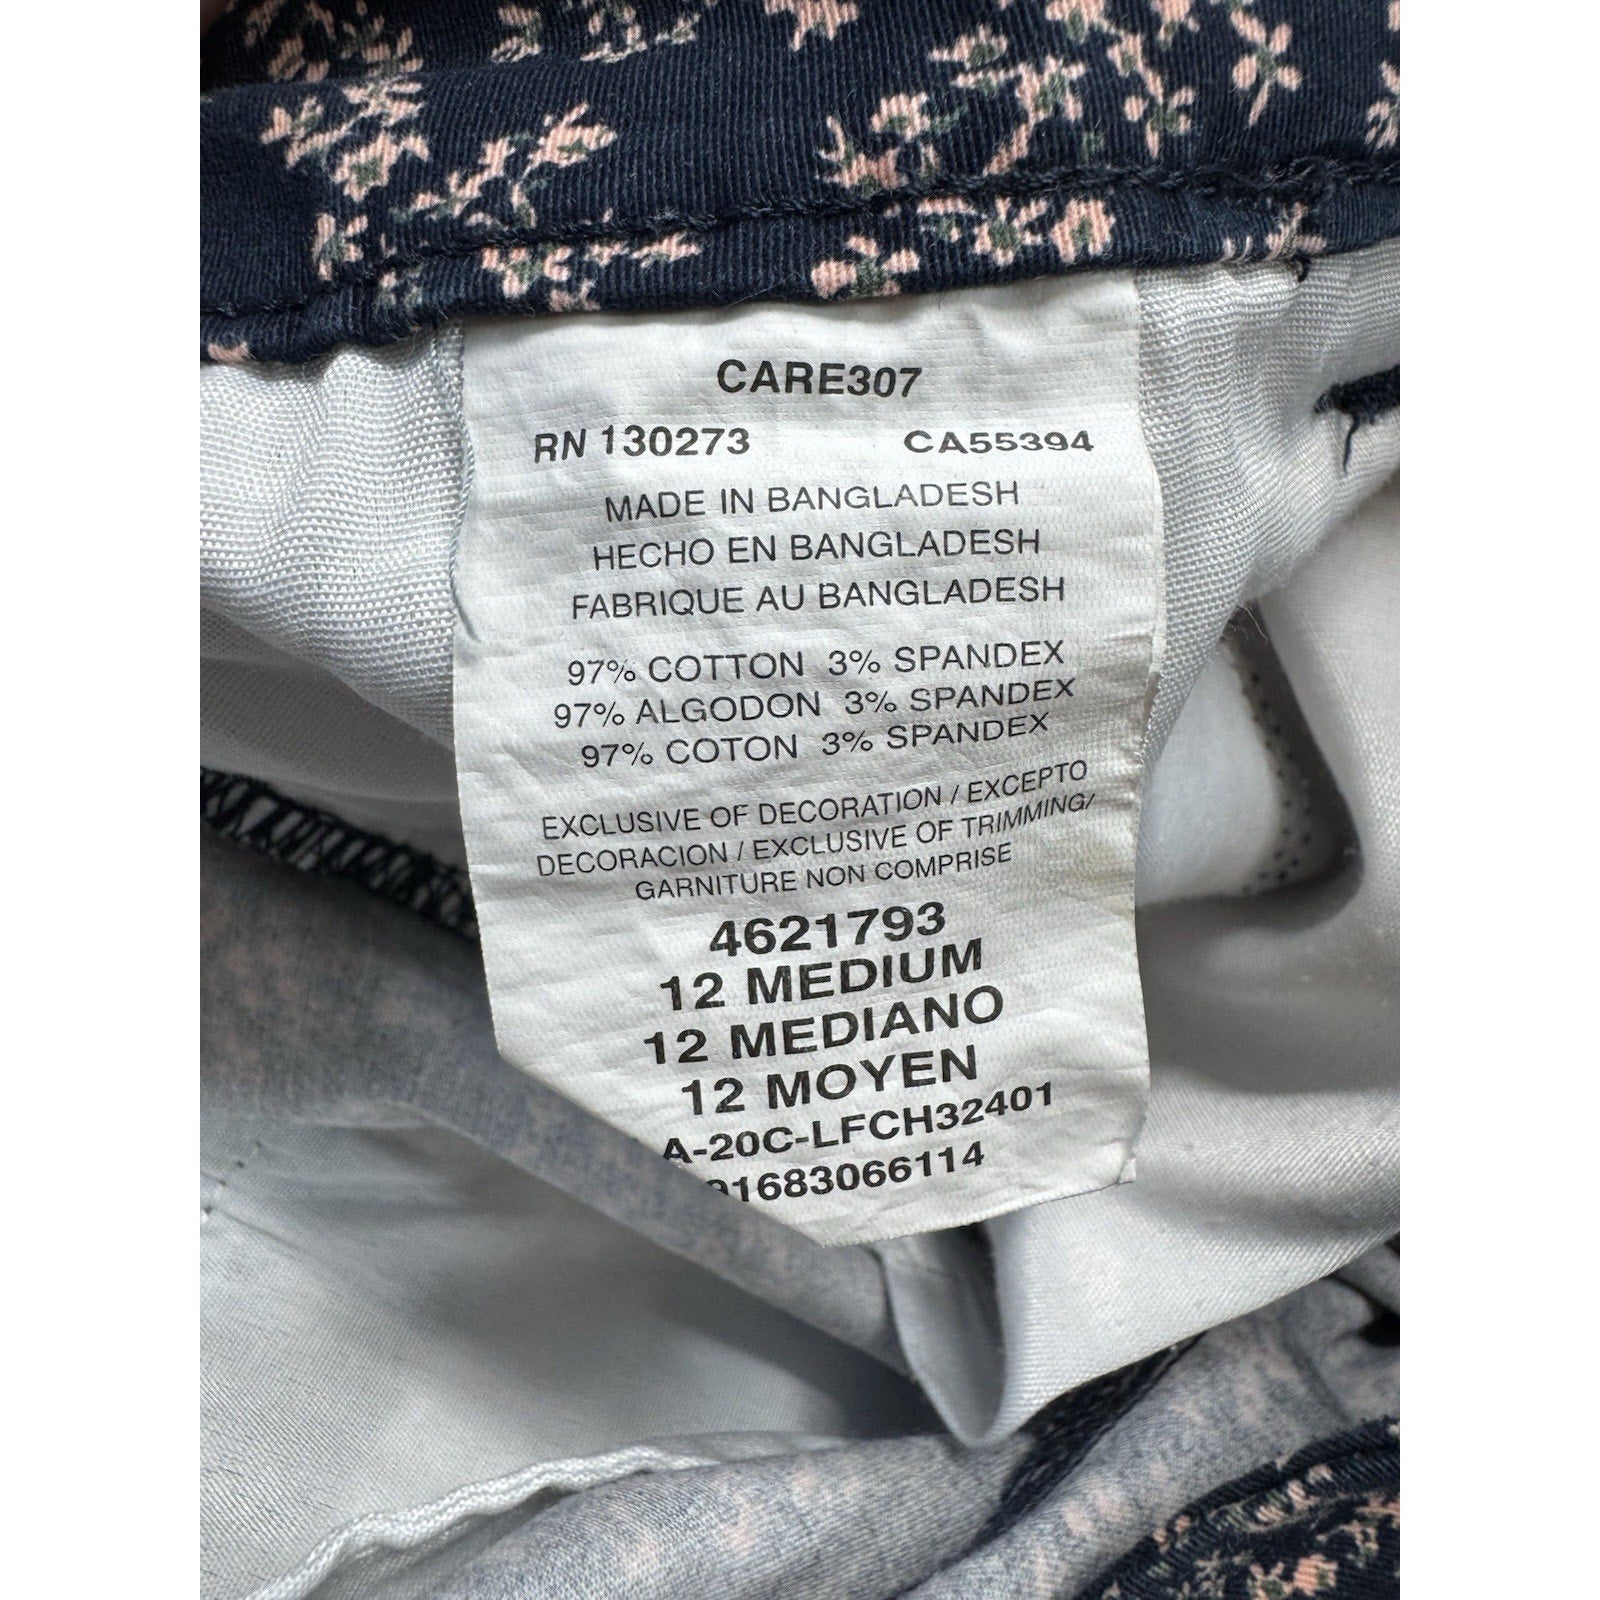 CARE307
RN 130273 CA55394
MADE IN BANGLADESH
HECHO EN BANGLADESH
FABRIQUE AU BANGLADESH
97% COTTON 3% SPANDEX
97% ALGODON 3% SPANDEX
97% COTON 3% SPANDEX
EXCLUSIVE OF DECORATION / EXCEPTO
DECORACION / EXCLUSIVE OF TRIMMING/
GARNITURE NON COMPRISE
4621793
12 MEDIUM
12 MEDIANO
12 MOYEN
A-20C-LFCH32401
91683066114